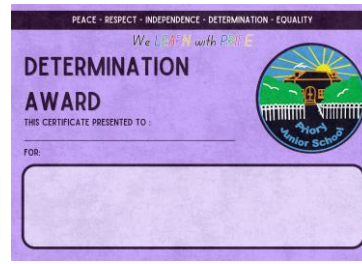 PEACE - RESPECT - INDEPENDENCE - DETERMINATION - EQUALITY
We LEARN with PRIDE
DETERMINATION
AWARD
THIS CERTIFICATE PRESENTED TO :
FOR:
Priory
Junior School